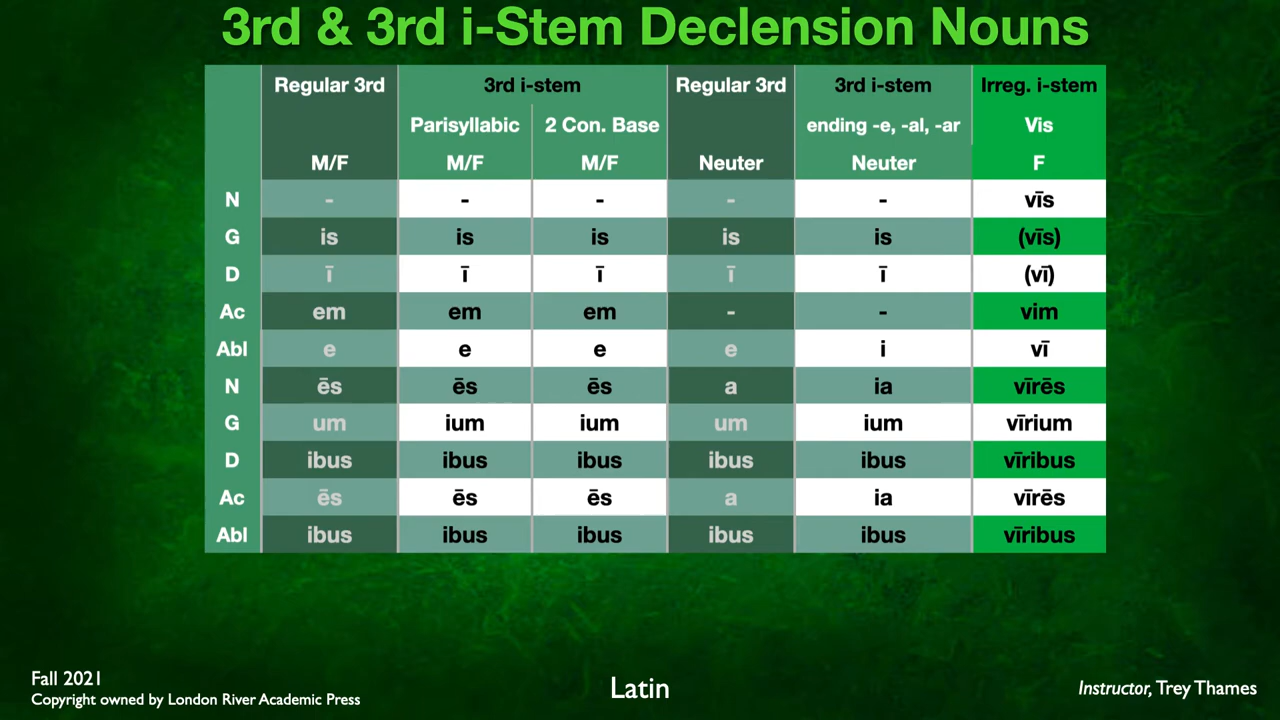 3rd & 3rd i-Stem Declension Nouns
Regular 3rd 3rd i-stem Regular 3rd 3rd i-stem Irreg. i-stem
Parisyllabic 2 Con. Base ending -e, -al, -ar Vis
M/F M/F M/F Neuter Neuter F
N - - - - - vīs
G is is is is is (vīs)
D ī ī ī ī ī (vī)
Ac em em em - - vim
Abl e e e e i vī
N ēs ēs ēs a ia vīrēs
G um ium ium um ium vīrium
D ibus ibus ibus ibus ibus vīribus
Ac ēs ēs ēs a ia vīrēs
Abl ibus ibus ibus ibus ibus vīribus
Fall 2021
Copyright owned by London River Academic Press
Latin
Instructor, Trey Thames